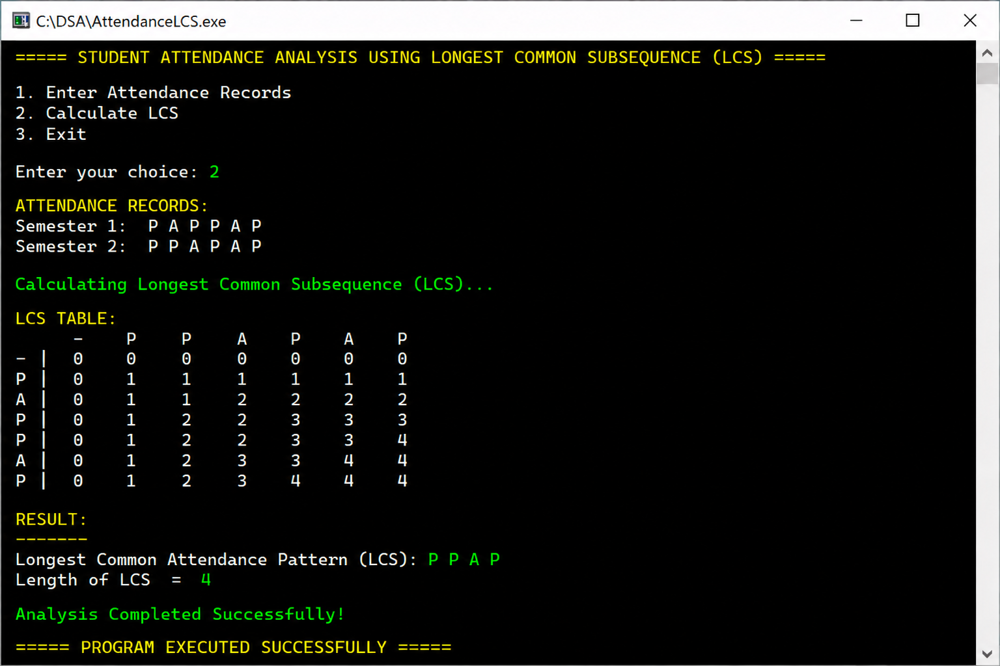 C:\DSA\AttendanceLCS.exe
===== STUDENT ATTENDANCE ANALYSIS USING LONGEST COMMON SUBSEQUENCE (LCS) =====
1. Enter Attendance Records
2. Calculate LCS
3. Exit
Enter your choice: 2
ATTENDANCE RECORDS:
Semester 1:  P A P P A P
Semester 2:  P P A P A P
Calculating Longest Common Subsequence (LCS)...
LCS TABLE:
      -    P    P    A    P    A    P
- |   0    0    0    0    0    0    0
P |   0    1    1    1    1    1    1
A |   0    1    1    2    2    2    2
P |   0    1    2    2    3    3    3
P |   0    1    2    2    3    3    4
A |   0    1    2    3    3    4    4
P |   0    1    2    3    4    4    4
RESULT:
-------
Longest Common Attendance Pattern (LCS): P P A P
Length of LCS  =  4
Analysis Completed Successfully!
===== PROGRAM EXECUTED SUCCESSFULLY =====